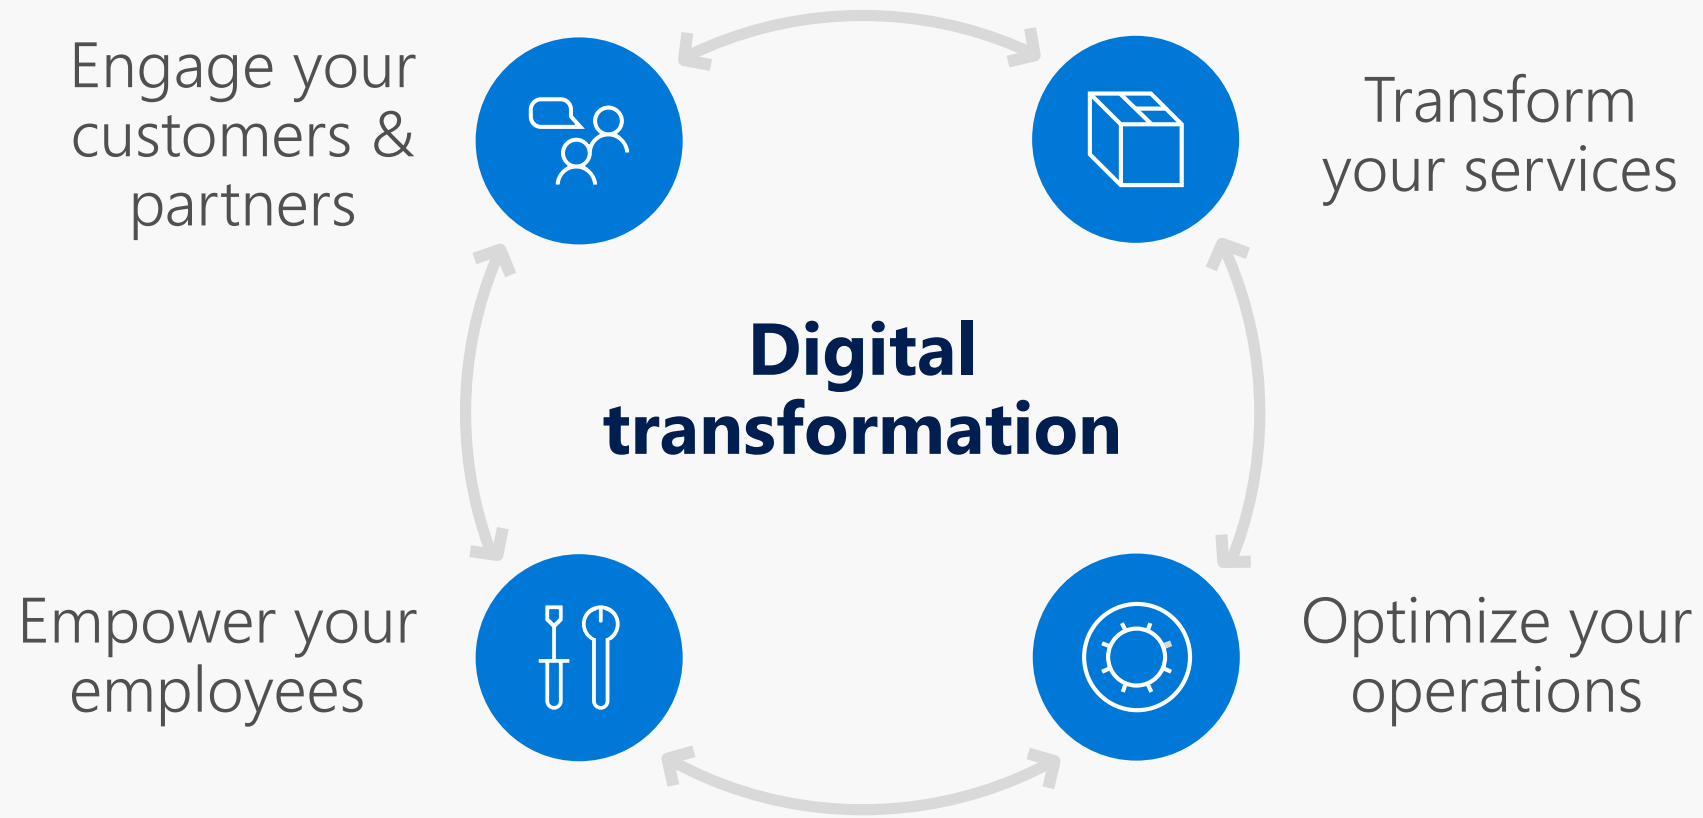 Engage your
customers &
partners
Transform
your services
Digital
transformation
Empower your
employees
Optimize your
operations